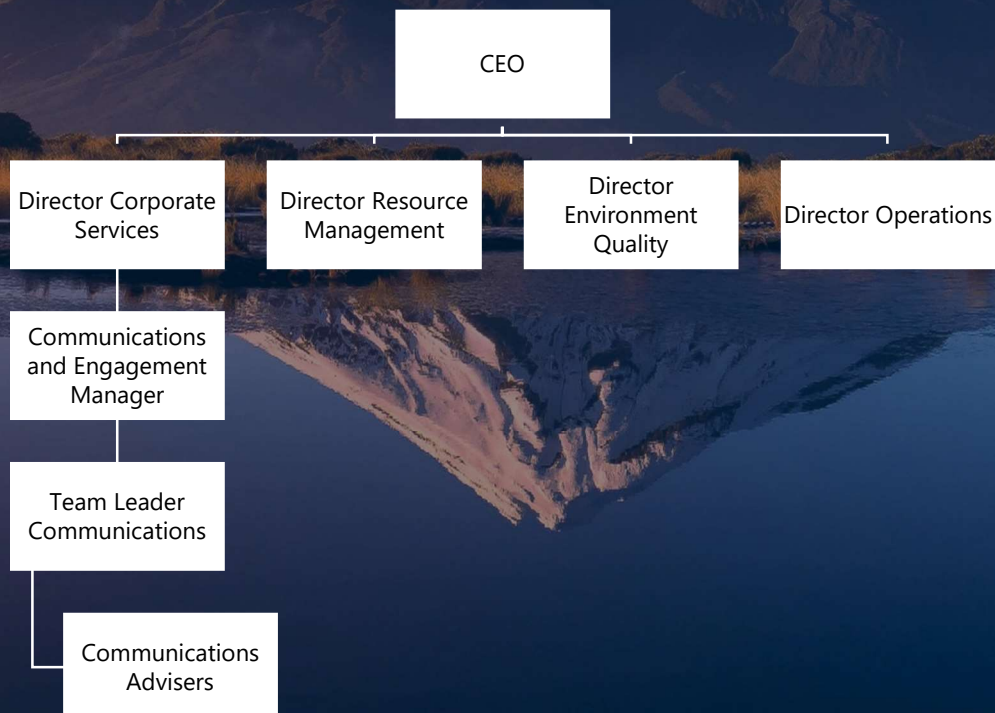 CEO
Director Corporate
Services
Director Resource
Management
Director
Environment
Quality
Director Operations
Communications
and Engagement
Manager
Team Leader
Communications
Communications
Advisers